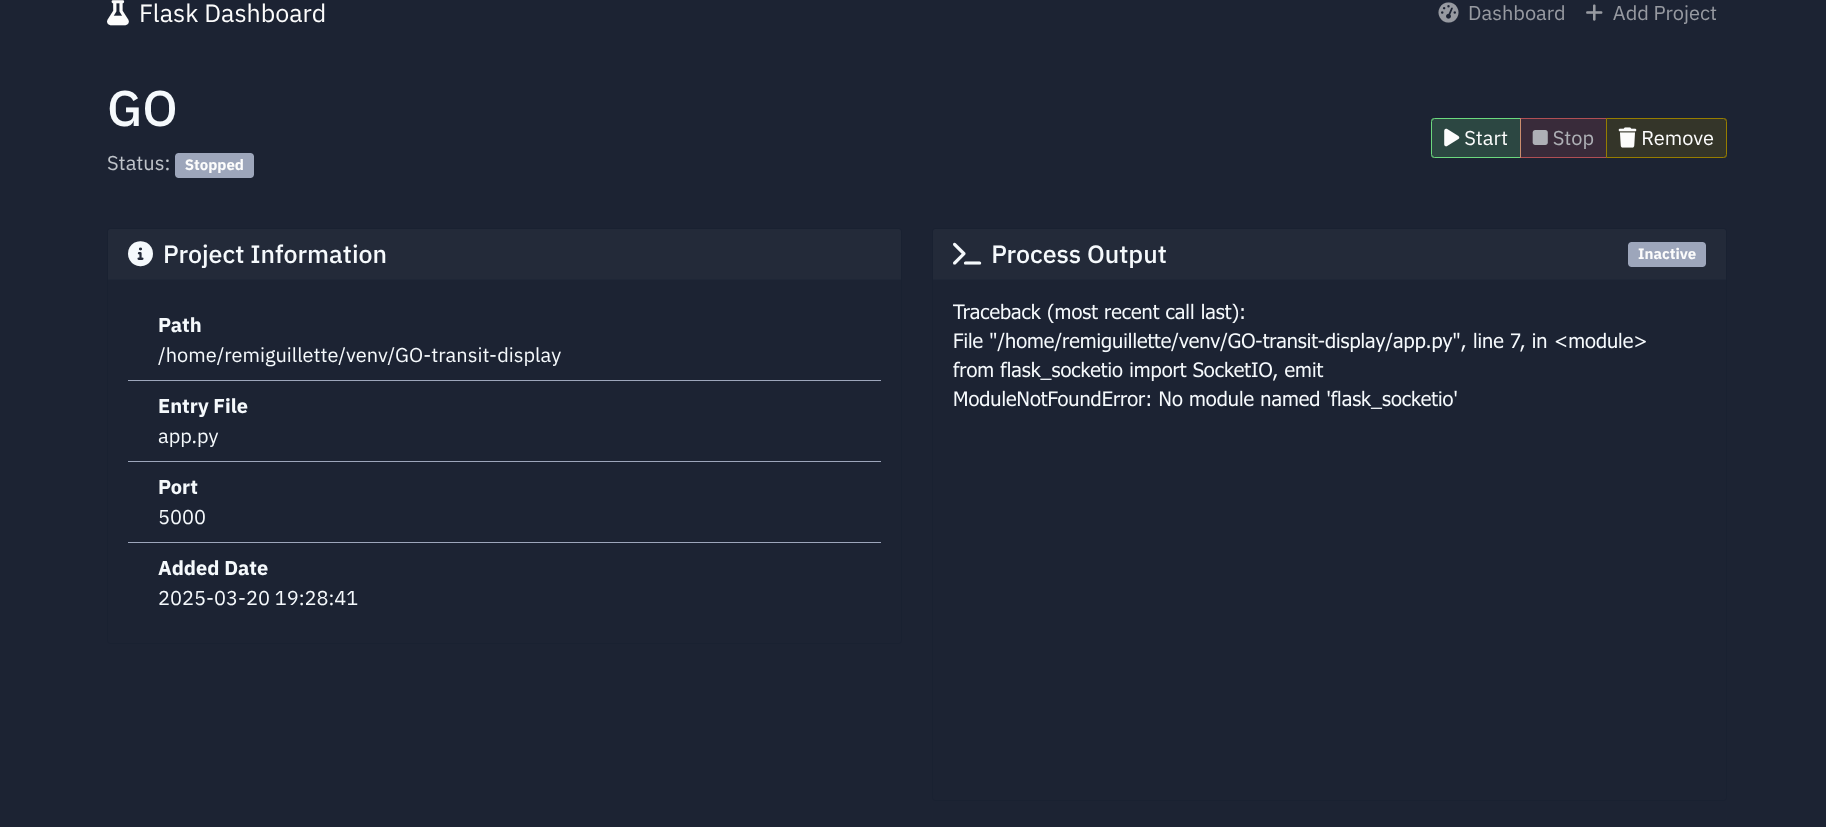 Flask Dashboard
Dashboard
Add Project
GO
Status: Stopped
Start
Stop
Remove
Project Information
Path
/home/remiguillette/venv/GO-transit-display
Entry File
app.py
Port
5000
Added Date
2025-03-20 19:28:41
Process Output
Inactive
Traceback (most recent call last):
File "/home/remiguillette/venv/GO-transit-display/app.py", line 7, in <module>
from flask_socketio import SocketIO, emit
ModuleNotFoundError: No module named 'flask_socketio'